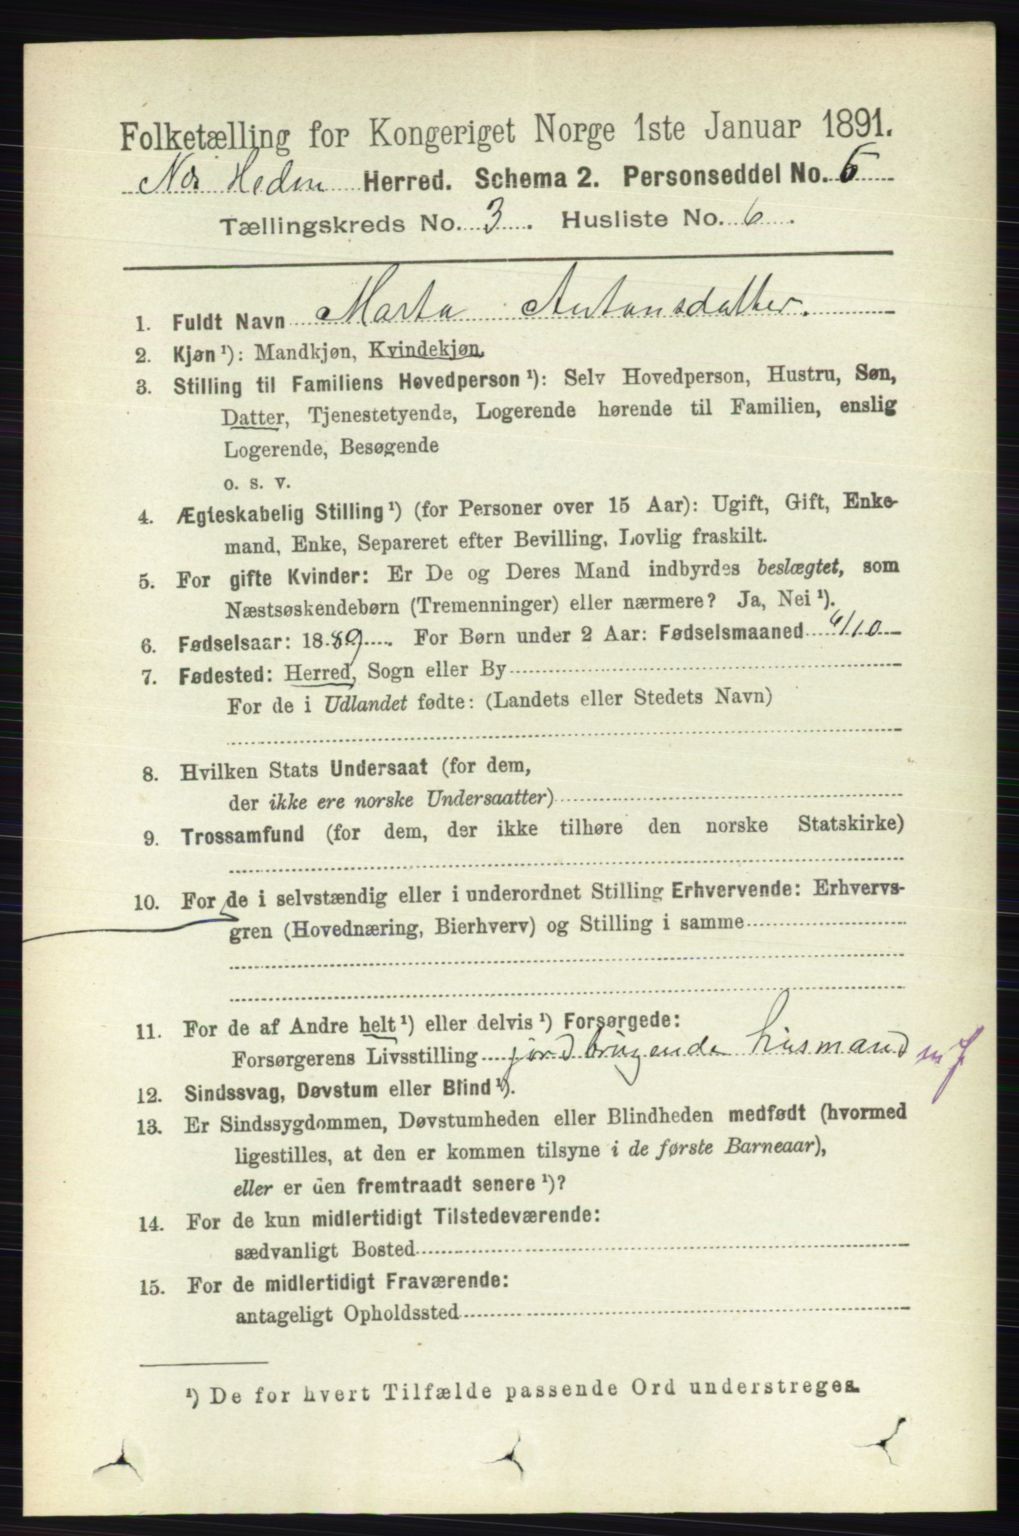 Folketælling for Kongeriget Norge 1ste Januar 1891.
Nes Heden Herred. Schema 2. Personseddel No. 5
Tællingskreds No. 3. Husliste No. 6.
1. Fuldt Navn Marta Antonsdatter.
2. Kjøn ¹): Mandkjøn, Kvindekjøn.
3. Stilling til Familiens Hovedperson ¹): Selv Hovedperson, Hustru, Søn,
Datter, Tjenestetyende, Logerende hørende til Familien, enslig
Logerende, Besøgende
o. s. v.
4. Ægteskabelig Stilling ¹) (for Personer over 15 Aar): Ugift, Gift, Enke-
mand, Enke, Separeret efter Bevilling, Lovlig fraskilt.
5. For gifte Kvinder: Er De og Deres Mand indbyrdes beslægtet, som
Næstsøskendebørn (Tremenninger) eller nærmere? Ja, Nei ¹).
6. Fødselsaar: 1889. For Børn under 2 Aar: Fødselsmaaned /10
7. Fødested: Herred, Sogn eller By
For de i Udlandet fødte: (Landets eller Stedets Navn)
8. Hvilken Stats Undersaat (for dem,
der ikke ere norske Undersaatter)
9. Trossamfund (for dem, der ikke tilhøre den norske Statskirke)
10. For de i selvstændig eller i underordnet Stilling Erhvervende: Erhvervs-
gren (Hovednæring, Bierhverv) og Stilling i samme
11. For de af Andre helt ¹) eller delvis ¹) Forsørgede:
Forsørgerens Livsstilling jordbrugende husmand m j
12. Sindssvag, Døvstum eller Blind ¹).
13. Er Sindssygdommen, Døvstumheden eller Blindheden medfødt (hvormed
ligestilles, at den er kommen tilsyne i de første Barneaar),
eller er den fremtraadt senere ¹)?
14. For de kun midlertidigt Tilstedeværende:
sædvanligt Bosted
15. For de midlertidigt Fraværende:
antageligt Opholdssted
¹) De for hvert Tilfælde passende Ord understreges.